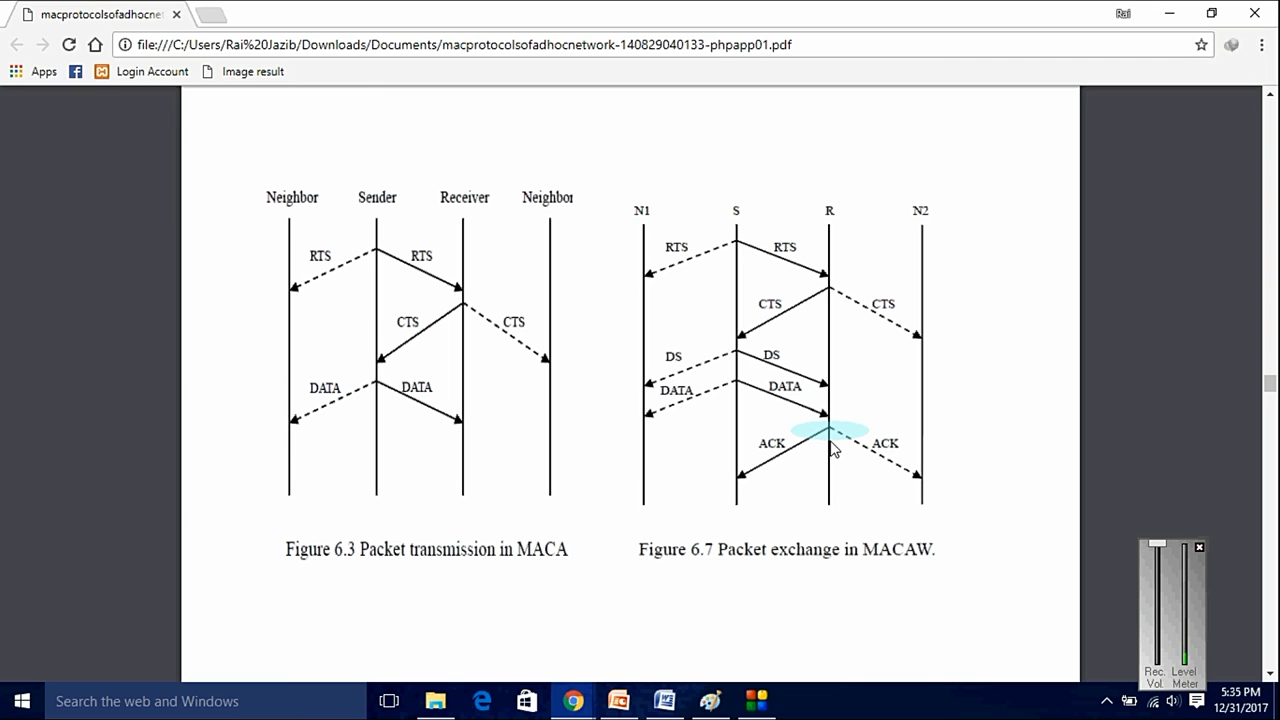 macprotocolsofadhocnet
Rai
file:///C:/Users/Rai%20Jazib/Downloads/Documents/macprotocolsofadhocnetwork-140829040133-phpapp01.pdf
Apps
Login Account
Image result
Neighbor Sender Receiver Neighbor
RTS RTS
CTS CTS
DATA DATA
Figure 6.3 Packet transmission in MACA
N1 S R N2
RTS RTS
CTS CTS
DS DS
DATA DATA
ACK ACK
Figure 6.7 Packet exchange in MACAW.
Rec. Level
Vol. Meter
Search the web and Windows
5:35 PM
12/31/2017